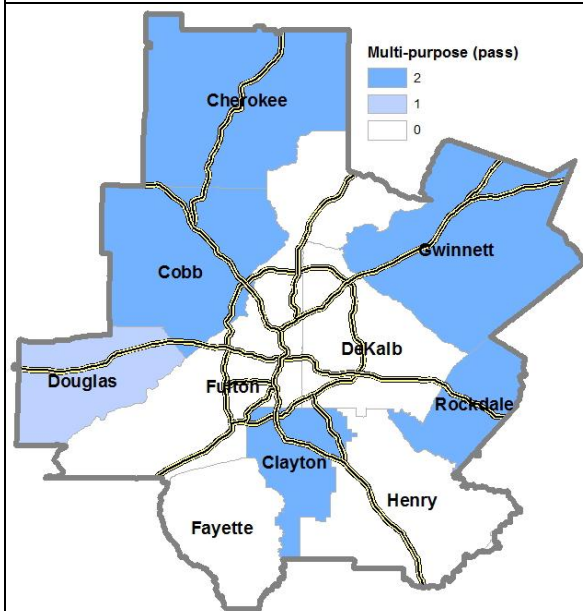 Multi-purpose (pass)
2
1
0
Cherokee
Gwinnett
Cobb
DeKalb
Douglas
Fulton
Rockdale
Clayton
Henry
Fayette